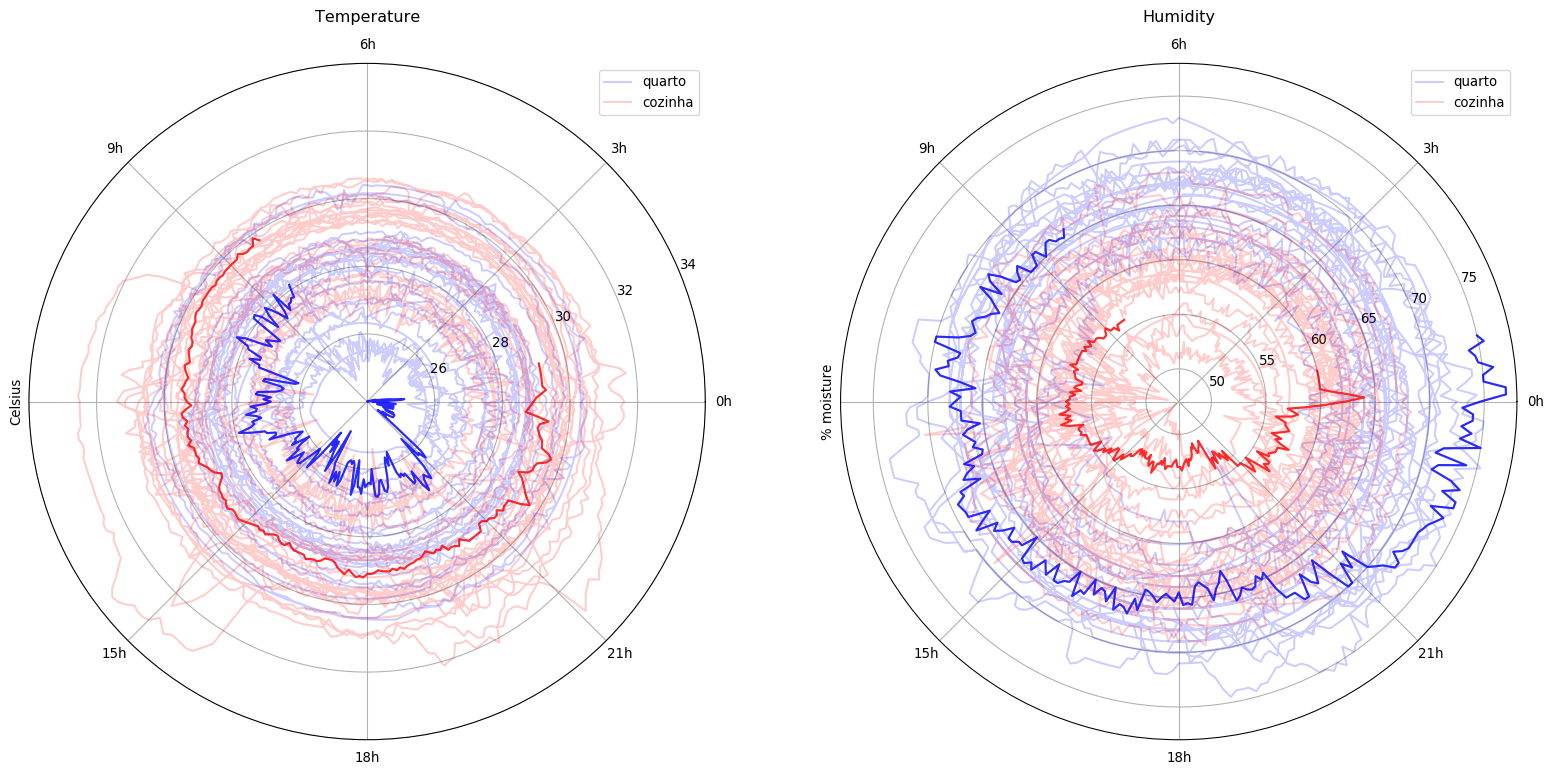 Temperature
6h
quarto
cozinha
9h
3h
34
32
30
28
26
Celsius
0h
15h
21h
18h
Humidity
6h
quarto
cozinha
9h
3h
75
70
65
60
55
50
% moisture
0h
15h
21h
18h